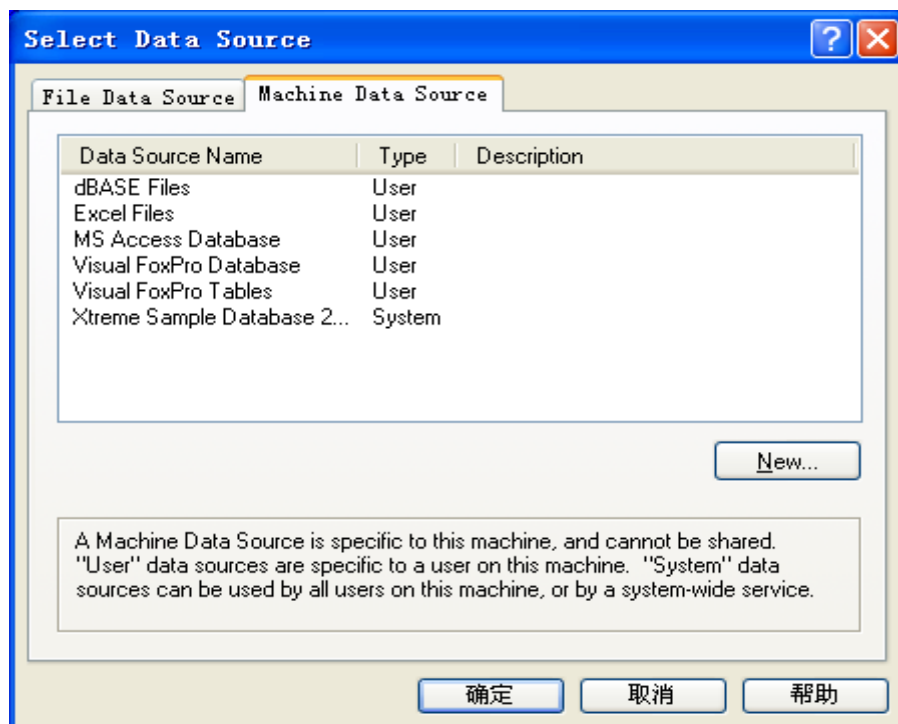 Select Data Source
File Data Source Machine Data Source
Data Source Name Type Description
dBASE Files User
Excel Files User
MS Access Database User
Visual FoxPro Database User
Visual FoxPro Tables User
Xtreme Sample Database 2... System
New...
A Machine Data Source is specific to this machine, and cannot be shared.
"User" data sources are specific to a user on this machine. "System" data
sources can be used by all users on this machine, or by a system-wide service.
确定 取消 帮助